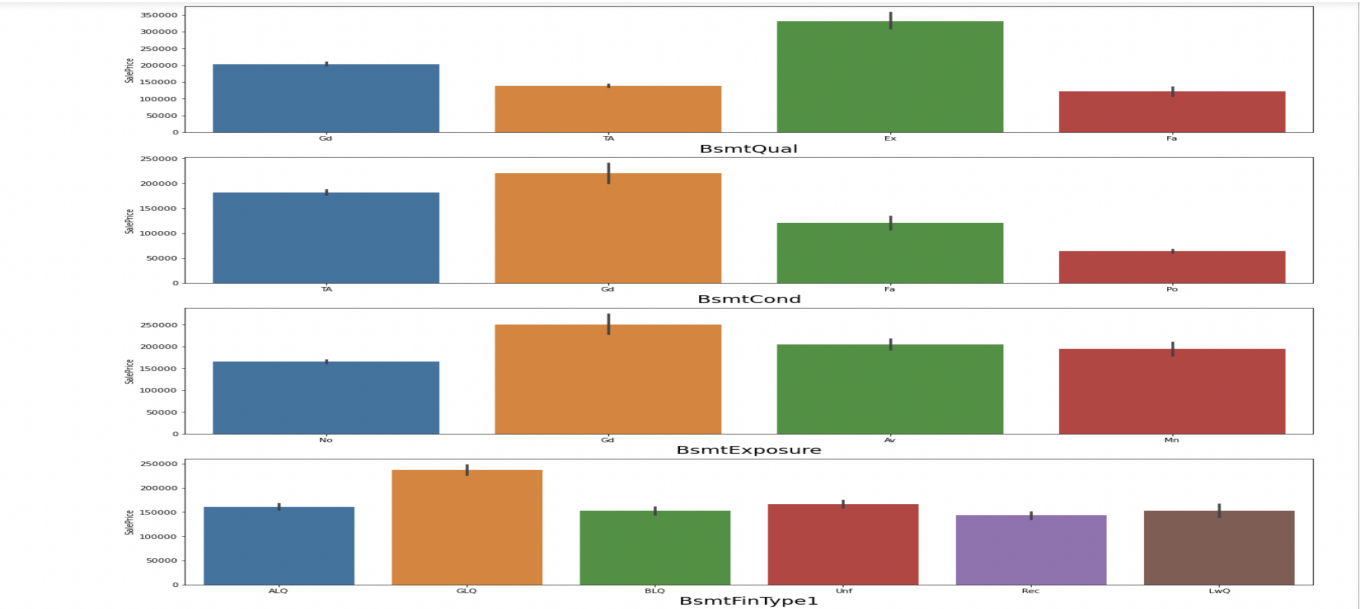 350000
300000
250000
200000
150000
100000
50000
0
SalePrice
Gd TA Ex Fa
BsmtQual
250000
200000
150000
100000
50000
0
SalePrice
TA Gd Fa Po
BsmtCond
250000
200000
150000
100000
50000
0
SalePrice
No Gd Av Mn
BsmtExposure
250000
200000
150000
100000
50000
0
SalePrice
ALQ GLQ BLQ Unf Rec LwQ
BsmtFinType1